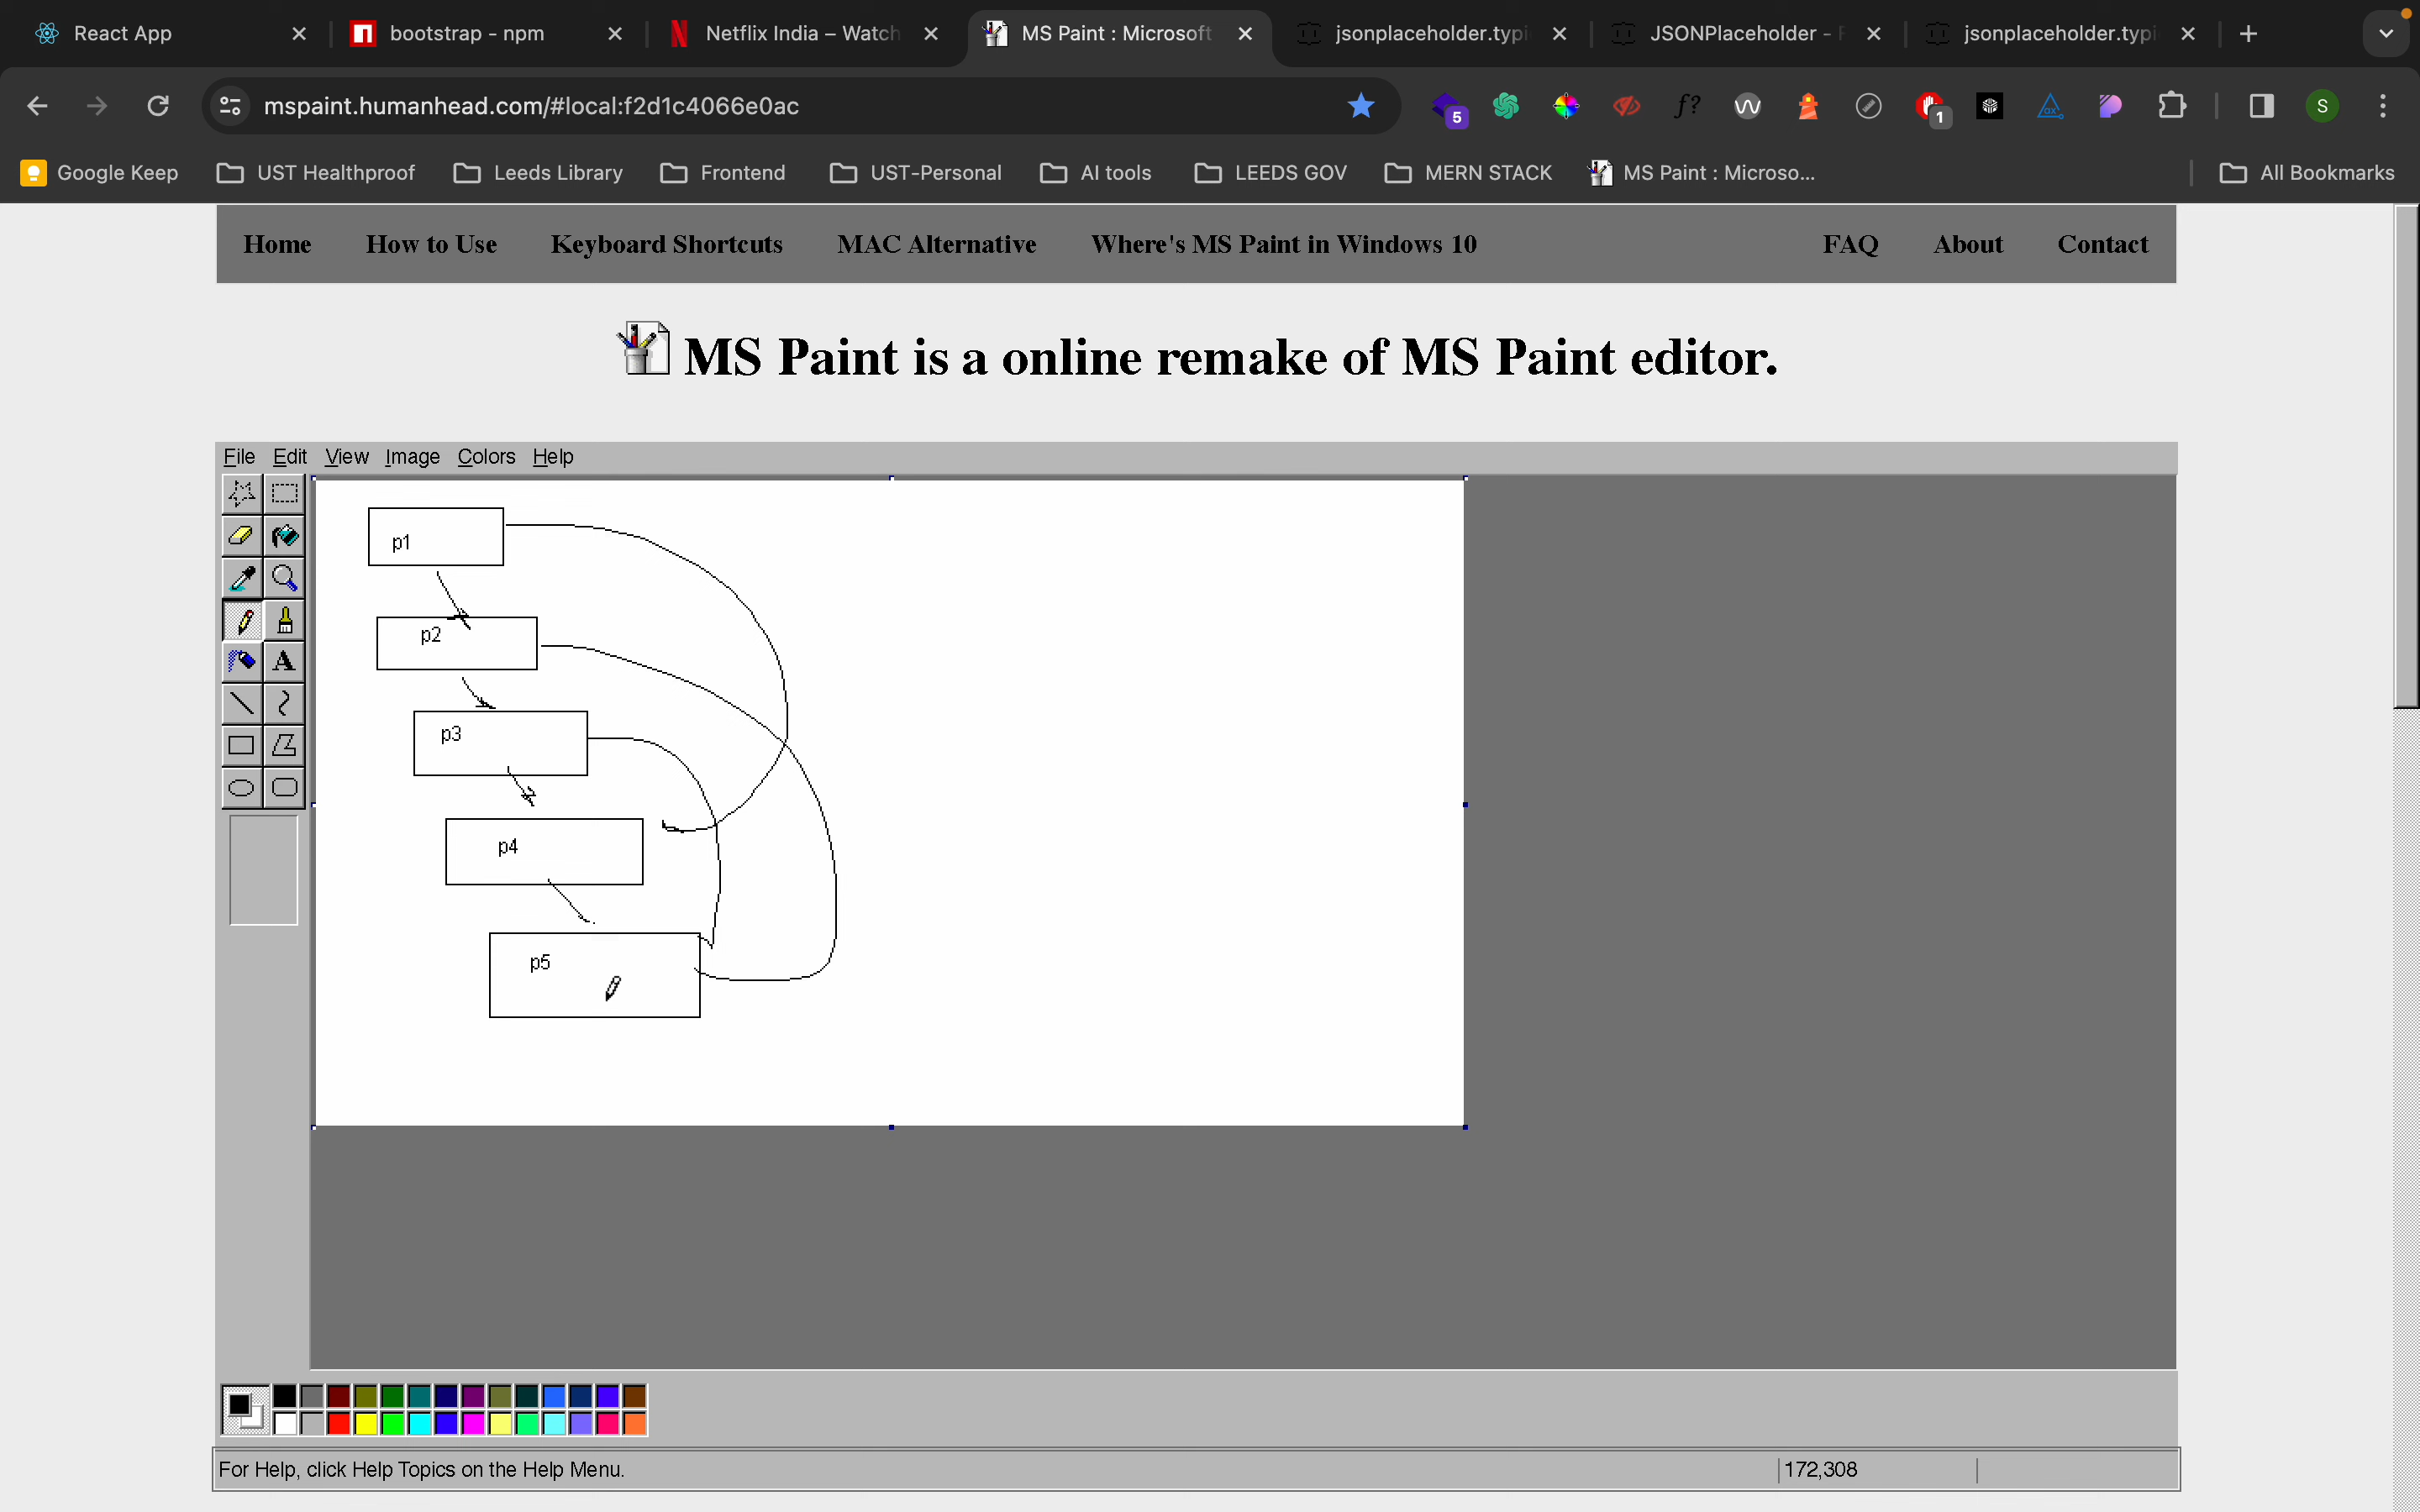 React App
bootstrap - npm
Netflix India – Watch
MS Paint : Microsoft
jsonplaceholder.typi
JSONPlaceholder - F
jsonplaceholder.typi
mspaint.humanhead.com/#local:f2d1c4066e0ac
5
f?
1
S
Google Keep
UST Healthproof
Leeds Library
Frontend
UST-Personal
AI tools
LEEDS GOV
MERN STACK
MS Paint : Microso...
All Bookmarks
Home
How to Use
Keyboard Shortcuts
MAC Alternative
Where's MS Paint in Windows 10
FAQ
About
Contact
MS Paint is a online remake of MS Paint editor.
File Edit View Image Colors Help
A
p1
p2
p3
p4
p5
For Help, click Help Topics on the Help Menu.
172,308